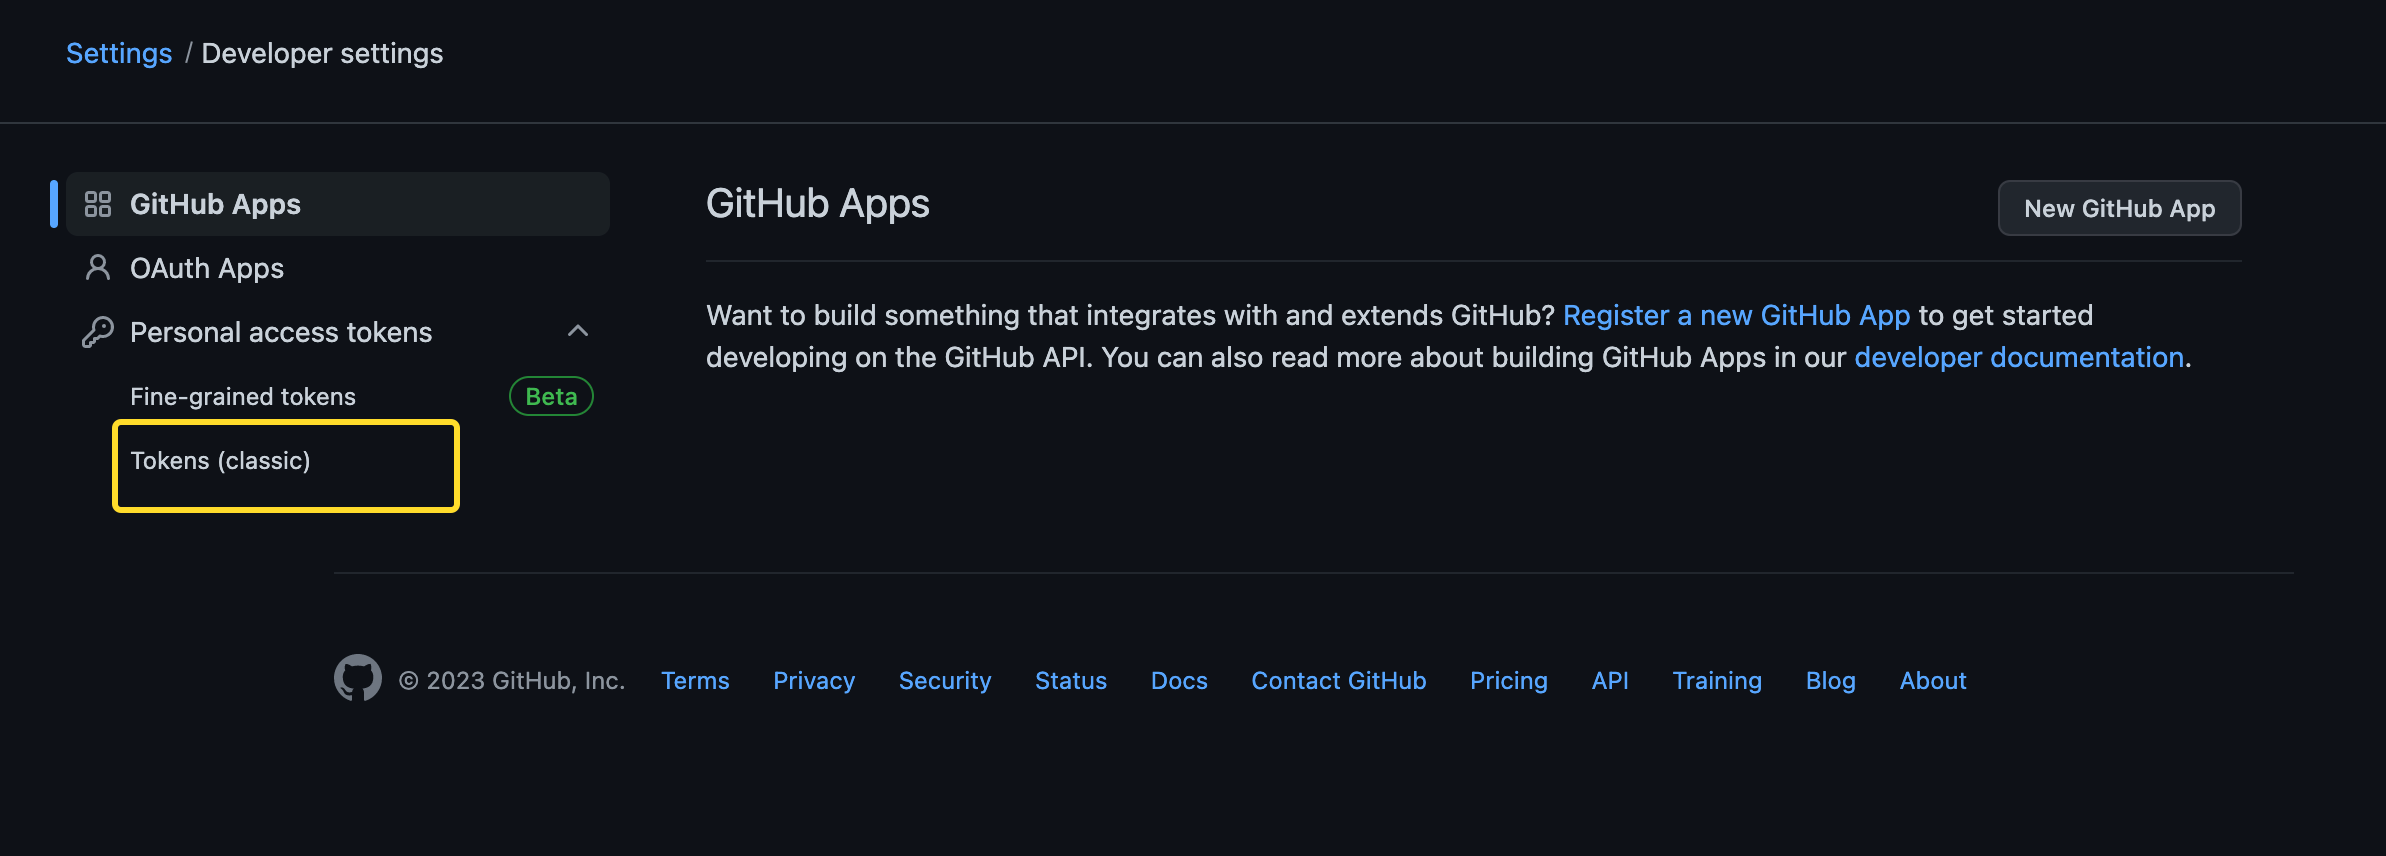 Settings / Developer settings
GitHub Apps
OAuth Apps
Personal access tokens
Fine-grained tokens Beta
Tokens (classic)
GitHub Apps
New GitHub App
Want to build something that integrates with and extends GitHub? Register a new GitHub App to get started
developing on the GitHub API. You can also read more about building GitHub Apps in our developer documentation.
© 2023 GitHub, Inc. Terms Privacy Security Status Docs Contact GitHub Pricing API Training Blog About